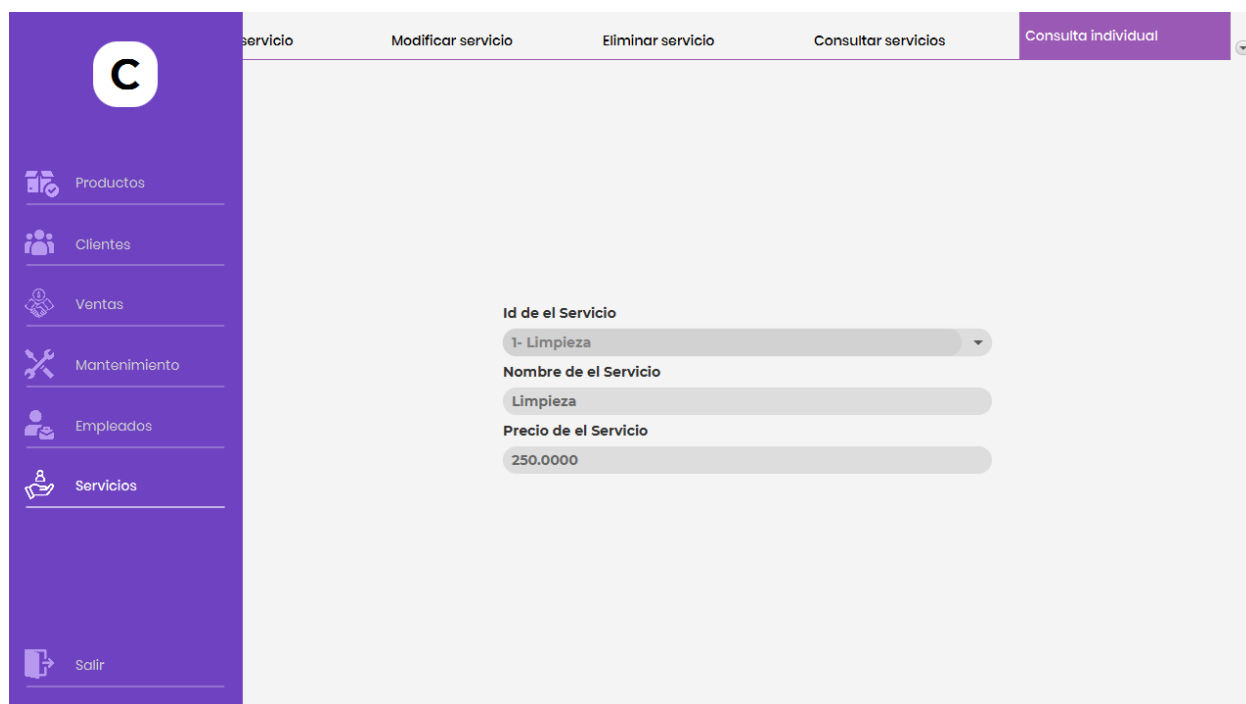 C
servicio
Modificar servicio
Eliminar servicio
Consultar servicios
Consulta individual
Productos
Clientes
Ventas
Mantenimiento
Empleados
Servicios
Salir
Id de el Servicio
1- Limpieza
Nombre de el Servicio
Limpieza
Precio de el Servicio
250.0000